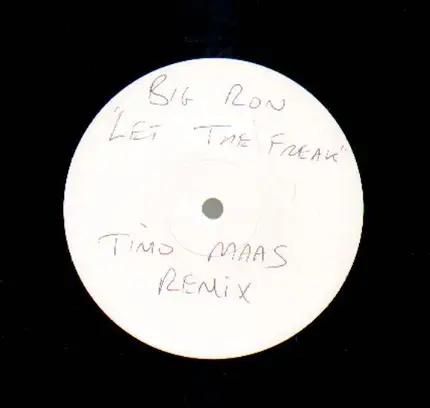 BIG RON
"LET THE FREAK"
TIMO MAAS
REMIX